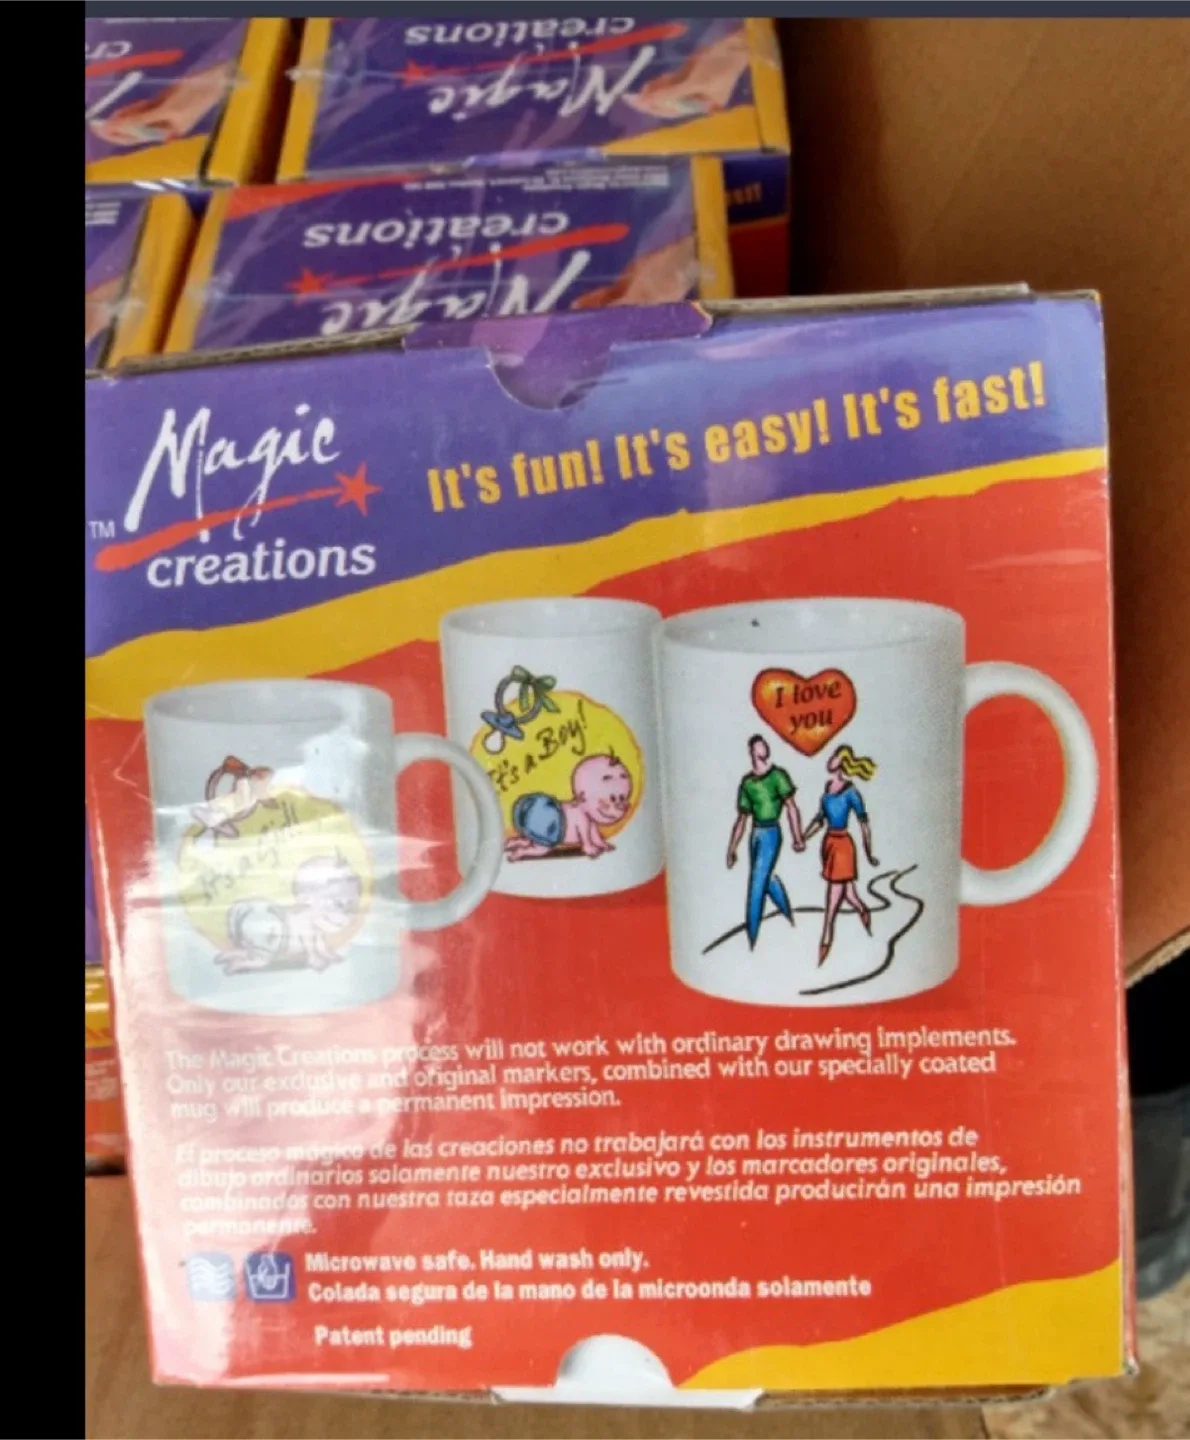 creations
Magic
creations
Magic
Magic
creations
TM
It's fun! It's easy! It's fast!
It's a girl!
It's a Boy!
I love
you
The Magic Creations process will not work with ordinary drawing implements.
Only our exclusive and original markers, combined with our specially coated
mug will produce a permanent impression.
El proceso magico de las creaciones no trabajará con los instrumentos de
dibujo ordinarios solamente nuestro exclusivo y los marcadores originales,
combinados con nuestra taza especialmente revestida producirán una impresión
permanente.
Microwave safe. Hand wash only.
Colada segura de la mano de la microonda solamente
Patent pending